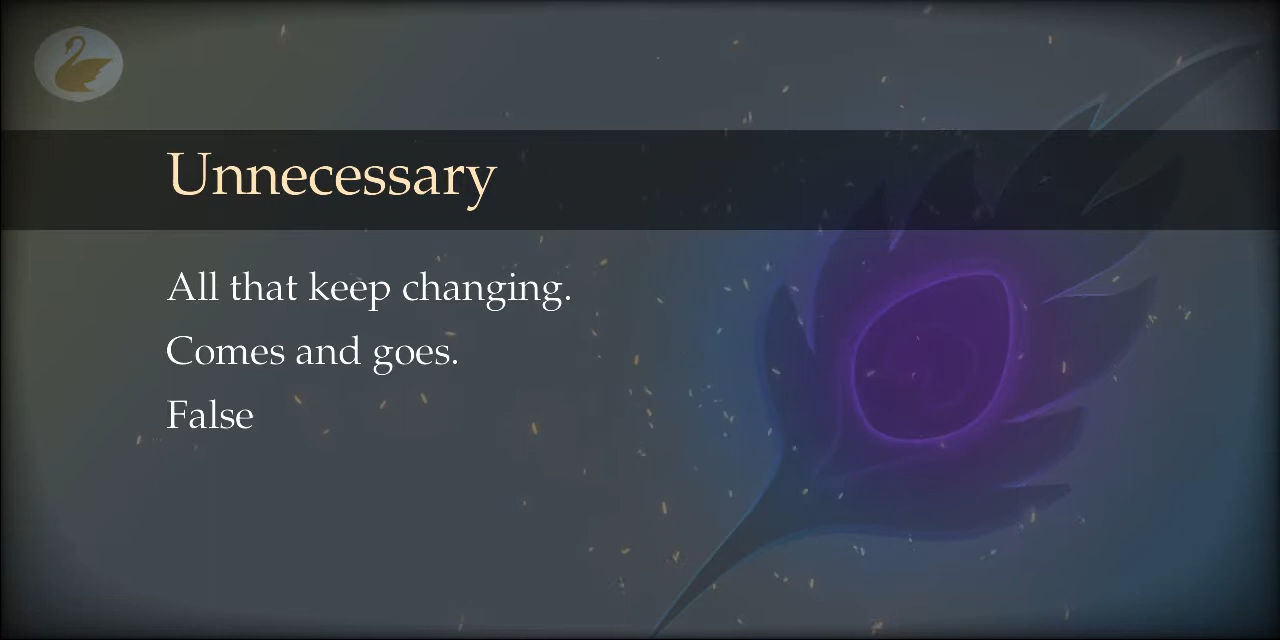 Unnecessary
All that keep changing.
Comes and goes.
False